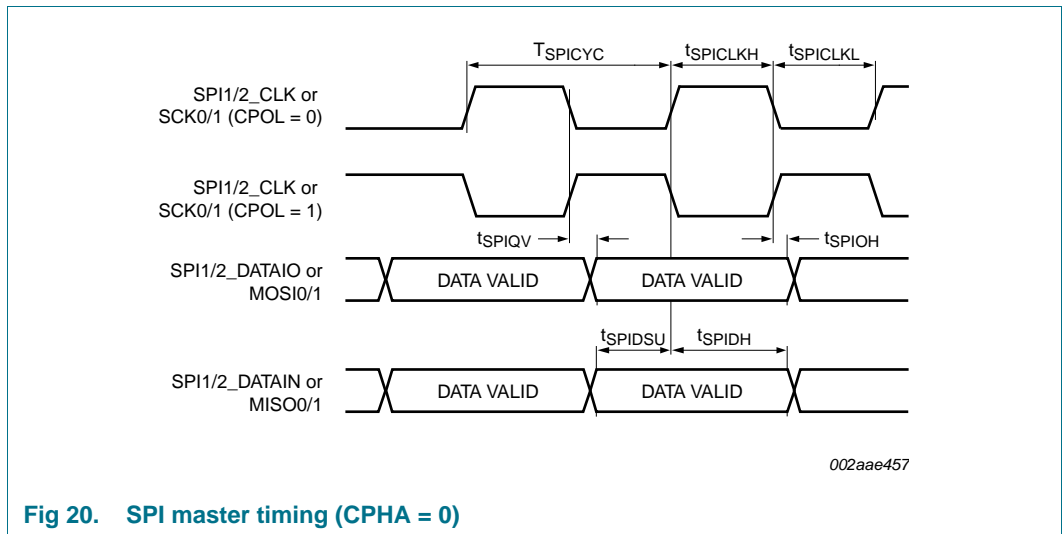 TSPICYC tSPICLKH tSPICLKL
SPI1/2_CLK or
SCK0/1 (CPOL = 0)
SPI1/2_CLK or
SCK0/1 (CPOL = 1)
tSPIQV tSPIOH
SPI1/2_DATAIO or
MOSI0/1
DATA VALID DATA VALID
tSPIDSU tSPIDH
SPI1/2_DATAIN or
MISO0/1
DATA VALID DATA VALID
002aae457
Fig 20. SPI master timing (CPHA = 0)